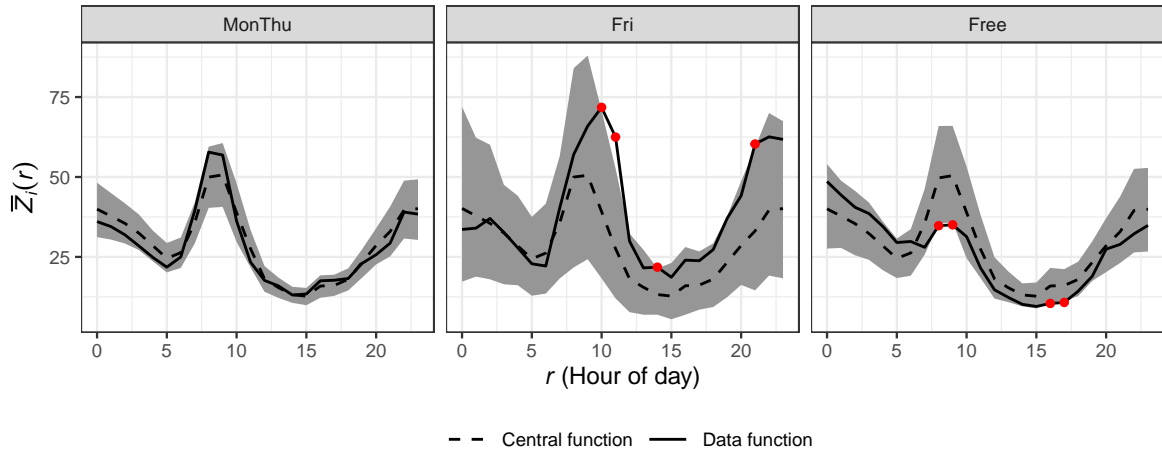 MonThu Fri Free
75
50
25
Z̿ᵢ(r)
0 5 10 15 20 0 5 10 15 20 0 5 10 15 20
r (Hour of day)
Central function Data function